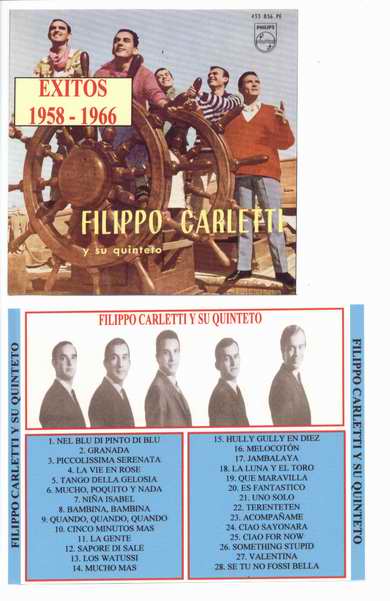 433 836 PE
PHILIPS
EXITOS
1958 - 1966
FILIPPO CARLETTI
y su quinteto
FILIPPO CARLETTI Y SU QUINTETO
FILIPPO CARLETTI Y SU QUINTETO
1. NEL BLU DI PINTO DI BLU
2. GRANADA
3. PICCOLISSIMA SERENATA
4. LA VIE EN ROSE
5. TANGO DELLA GELOSIA
6. MUCHO, POQUITO Y NADA
7. NIÑA ISABEL
8. BAMBINA, BAMBINA
9. QUANDO, QUANDO, QUANDO
10. CINCO MINUTOS MAS
11. LA GENTE
12. SAPORE DI SALE
13. LOS WATUSSI
14. MUCHO MAS
15. HULLY GULLY EN DIEZ
16. MELOCOTÓN
17. JAMBALAYA
18. LA LUNA Y EL TORO
19. QUE MARAVILLA
20. ES FANTASTICO
21. UNO SOLO
22. TERENTETEN
23. ACOMPAÑAME
24. CIAO SAYONARA
25. CIAO FOR NOW
26. SOMETHING STUPID
27. VALENTINA
28. SE TU NO FOSSI BELLA
FILIPPO CARLETTI Y SU QUINTETO